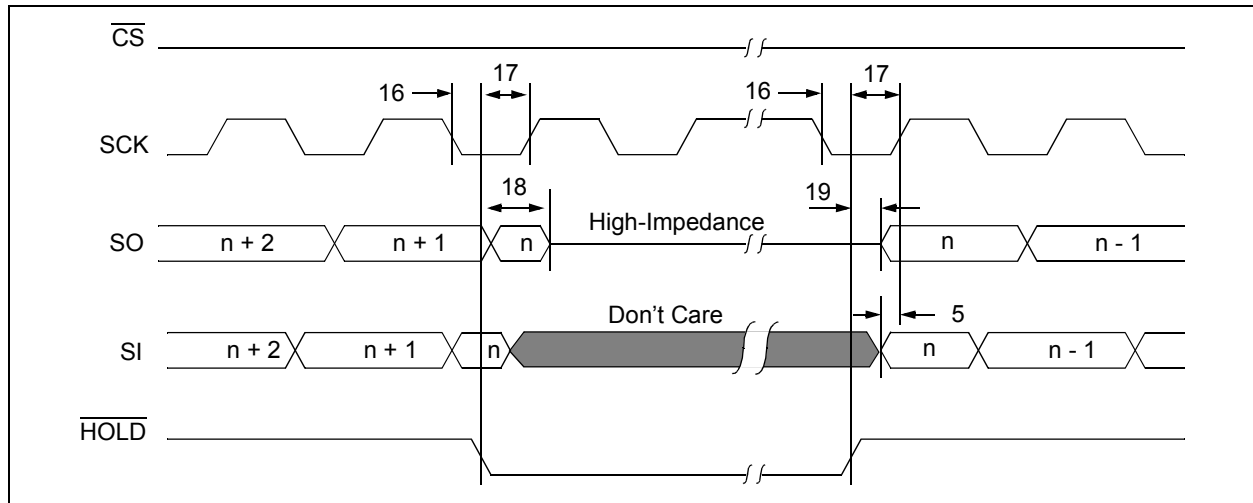 CS
16
17
16
17
SCK
18
19
High-Impedance
SO
n + 2
n + 1
n
n
n - 1
Don't Care
5
SI
n + 2
n + 1
n
n
n - 1
HOLD